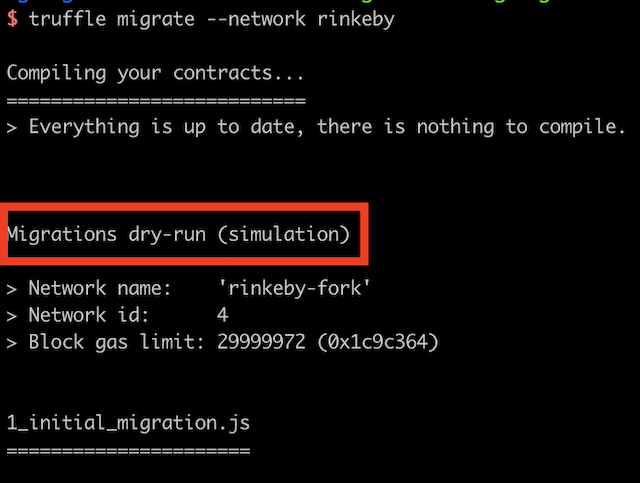 $ truffle migrate --network rinkeby
Compiling your contracts...
===========================
> Everything is up to date, there is nothing to compile.
Migrations dry-run (simulation)
> Network name:    'rinkeby-fork'
> Network id:      4
> Block gas limit: 29999972 (0x1c9c364)
1_initial_migration.js
======================